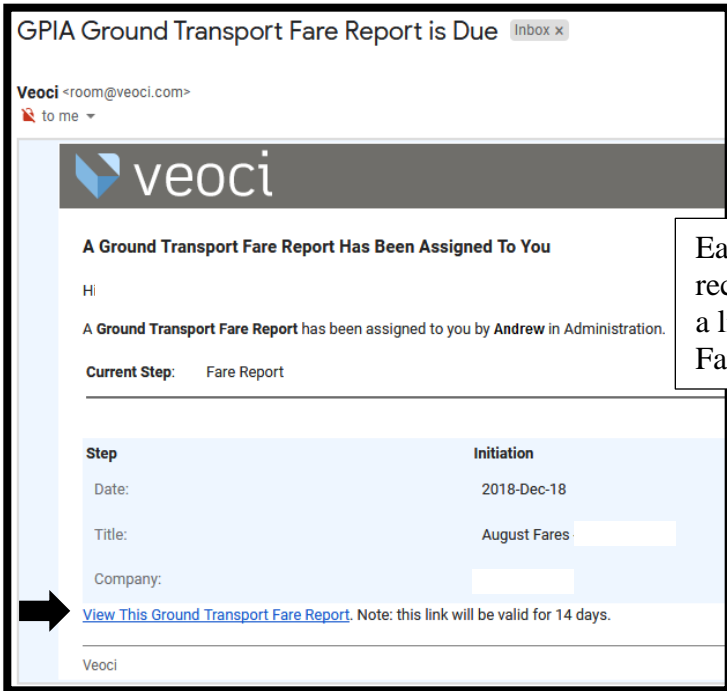 GPIA Ground Transport Fare Report is Due Inbox x
Veoci <room@veoci.com>
to me
veoci
A Ground Transport Fare Report Has Been Assigned To You
Hi
A Ground Transport Fare Report has been assigned to you by Andrew in Administration.
Current Step: Fare Report
Step Initiation
Date: 2018-Dec-18
Title: August Fares
Company:
View This Ground Transport Fare Report. Note: this link will be valid for 14 days.
Veoci
Ea
rec
a l
Fa